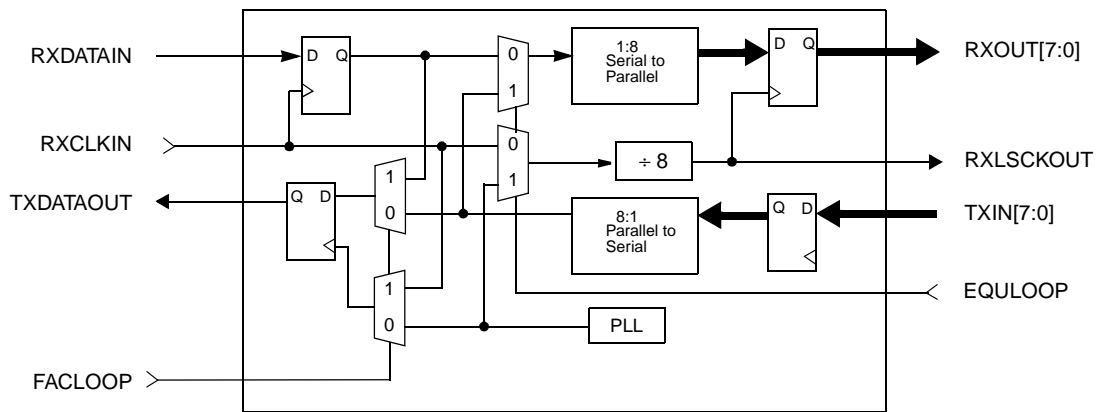 RXDATAIN
D Q
0
1
1:8
Serial to
Parallel
D Q
RXOUT[7:0]
RXCLKIN
0
1
÷ 8
RXLSCKOUT
TXDATAOUT
Q D
1
0
8:1
Parallel to
Serial
Q D
TXIN[7:0]
1
0
PLL
EQULOOP
FACLOOP